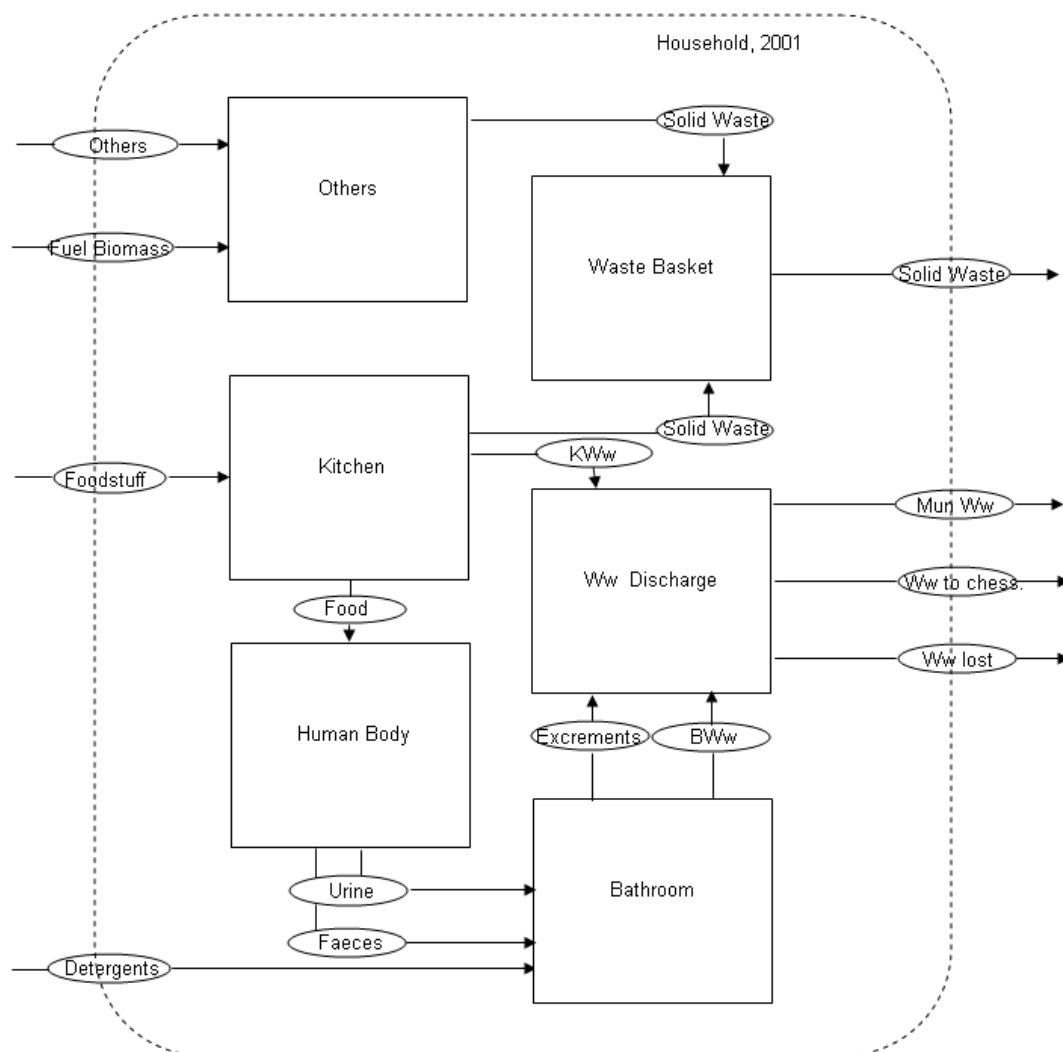 Household, 2001
Solid Waste
Others
Others
Fuel Biomass
Waste Basket
Solid Waste
Solid Waste
KWw
Kitchen
Foodstuff
Mun Ww
Ww Discharge
Ww to chess.
Food
Ww lost
Human Body
Excrements
BWw
Urine
Bathroom
Faeces
Detergents